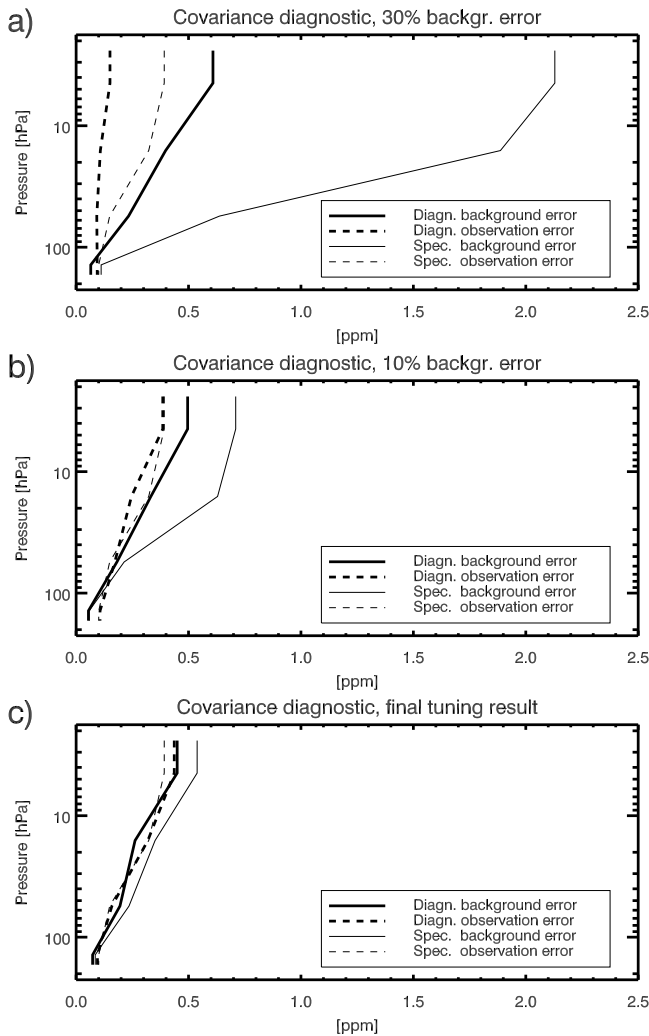 a)
Covariance diagnostic, 30% backgr. error
Pressure [hPa]
10
100
Diagn. background error
Diagn. observation error
Spec. background error
Spec. observation error
0.0 0.5 1.0 1.5 2.0 2.5
[ppm]
b)
Covariance diagnostic, 10% backgr. error
Pressure [hPa]
10
100
Diagn. background error
Diagn. observation error
Spec. background error
Spec. observation error
0.0 0.5 1.0 1.5 2.0 2.5
[ppm]
c)
Covariance diagnostic, final tuning result
Pressure [hPa]
10
100
Diagn. background error
Diagn. observation error
Spec. background error
Spec. observation error
0.0 0.5 1.0 1.5 2.0 2.5
[ppm]